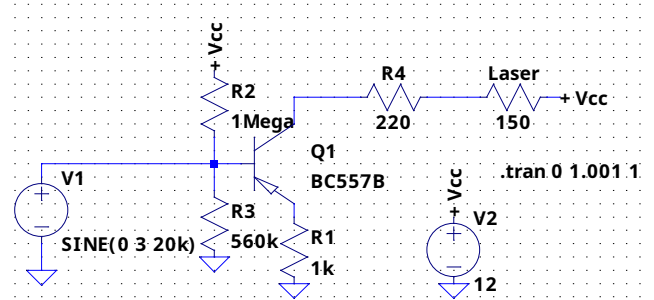 + Vcc
R2
1Mega
R4
220
Laser
150
+ Vcc
Q1
BC557B
.tran 0 1.001 1
V1
SINE(0 3 20k)
R3
560k
R1
1k
+ Vcc
V2
12